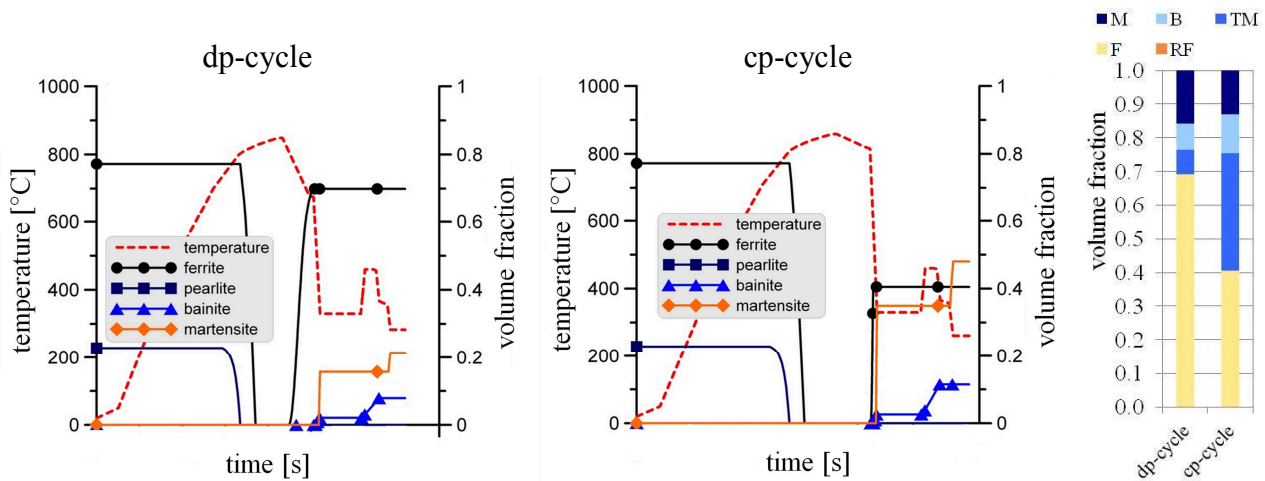 dp-cycle
1000
800
600
400
200
0
temperature [°C]
1
0.8
0.6
0.4
0.2
0
volume fraction
temperature
ferrite
pearlite
bainite
martensite
time [s]
cp-cycle
1000
800
600
400
200
0
temperature [°C]
1
0.8
0.6
0.4
0.2
0
volume fraction
temperature
ferrite
pearlite
bainite
martensite
time [s]
M B TM
F RF
1.0
0.9
0.8
0.7
0.6
0.5
0.4
0.3
0.2
0.1
0.0
volume fraction
dp-cycle
cp-cycle